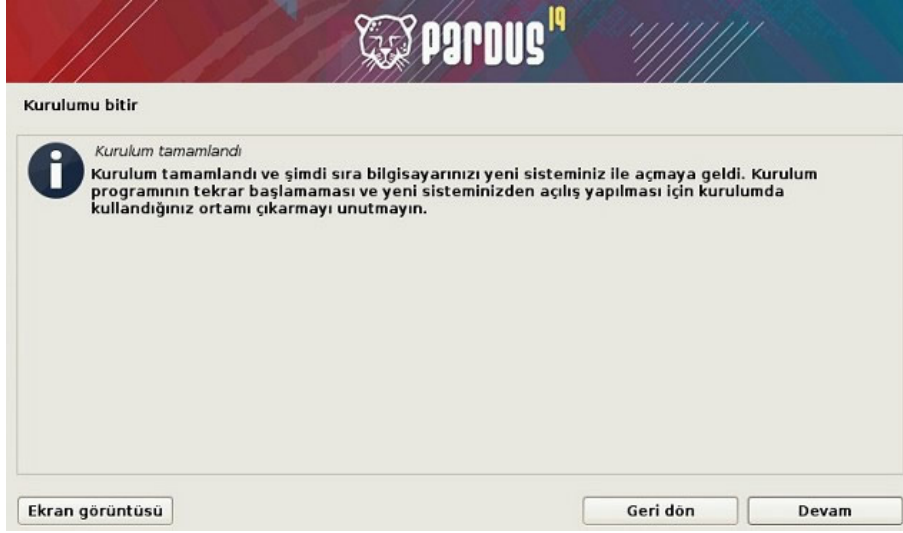 pardus 19
Kurulumu bitir
Kurulum tamamlandı
Kurulum tamamlandı ve şimdi sıra bilgisayarınızı yeni sisteminiz ile açmaya geldi. Kurulum
programının tekrar başlamaması ve yeni sisteminizden açılış yapılması için kurulumda
kullandığınız ortamı çıkarmayı unutmayın.
Ekran görüntüsü Geri dön Devam